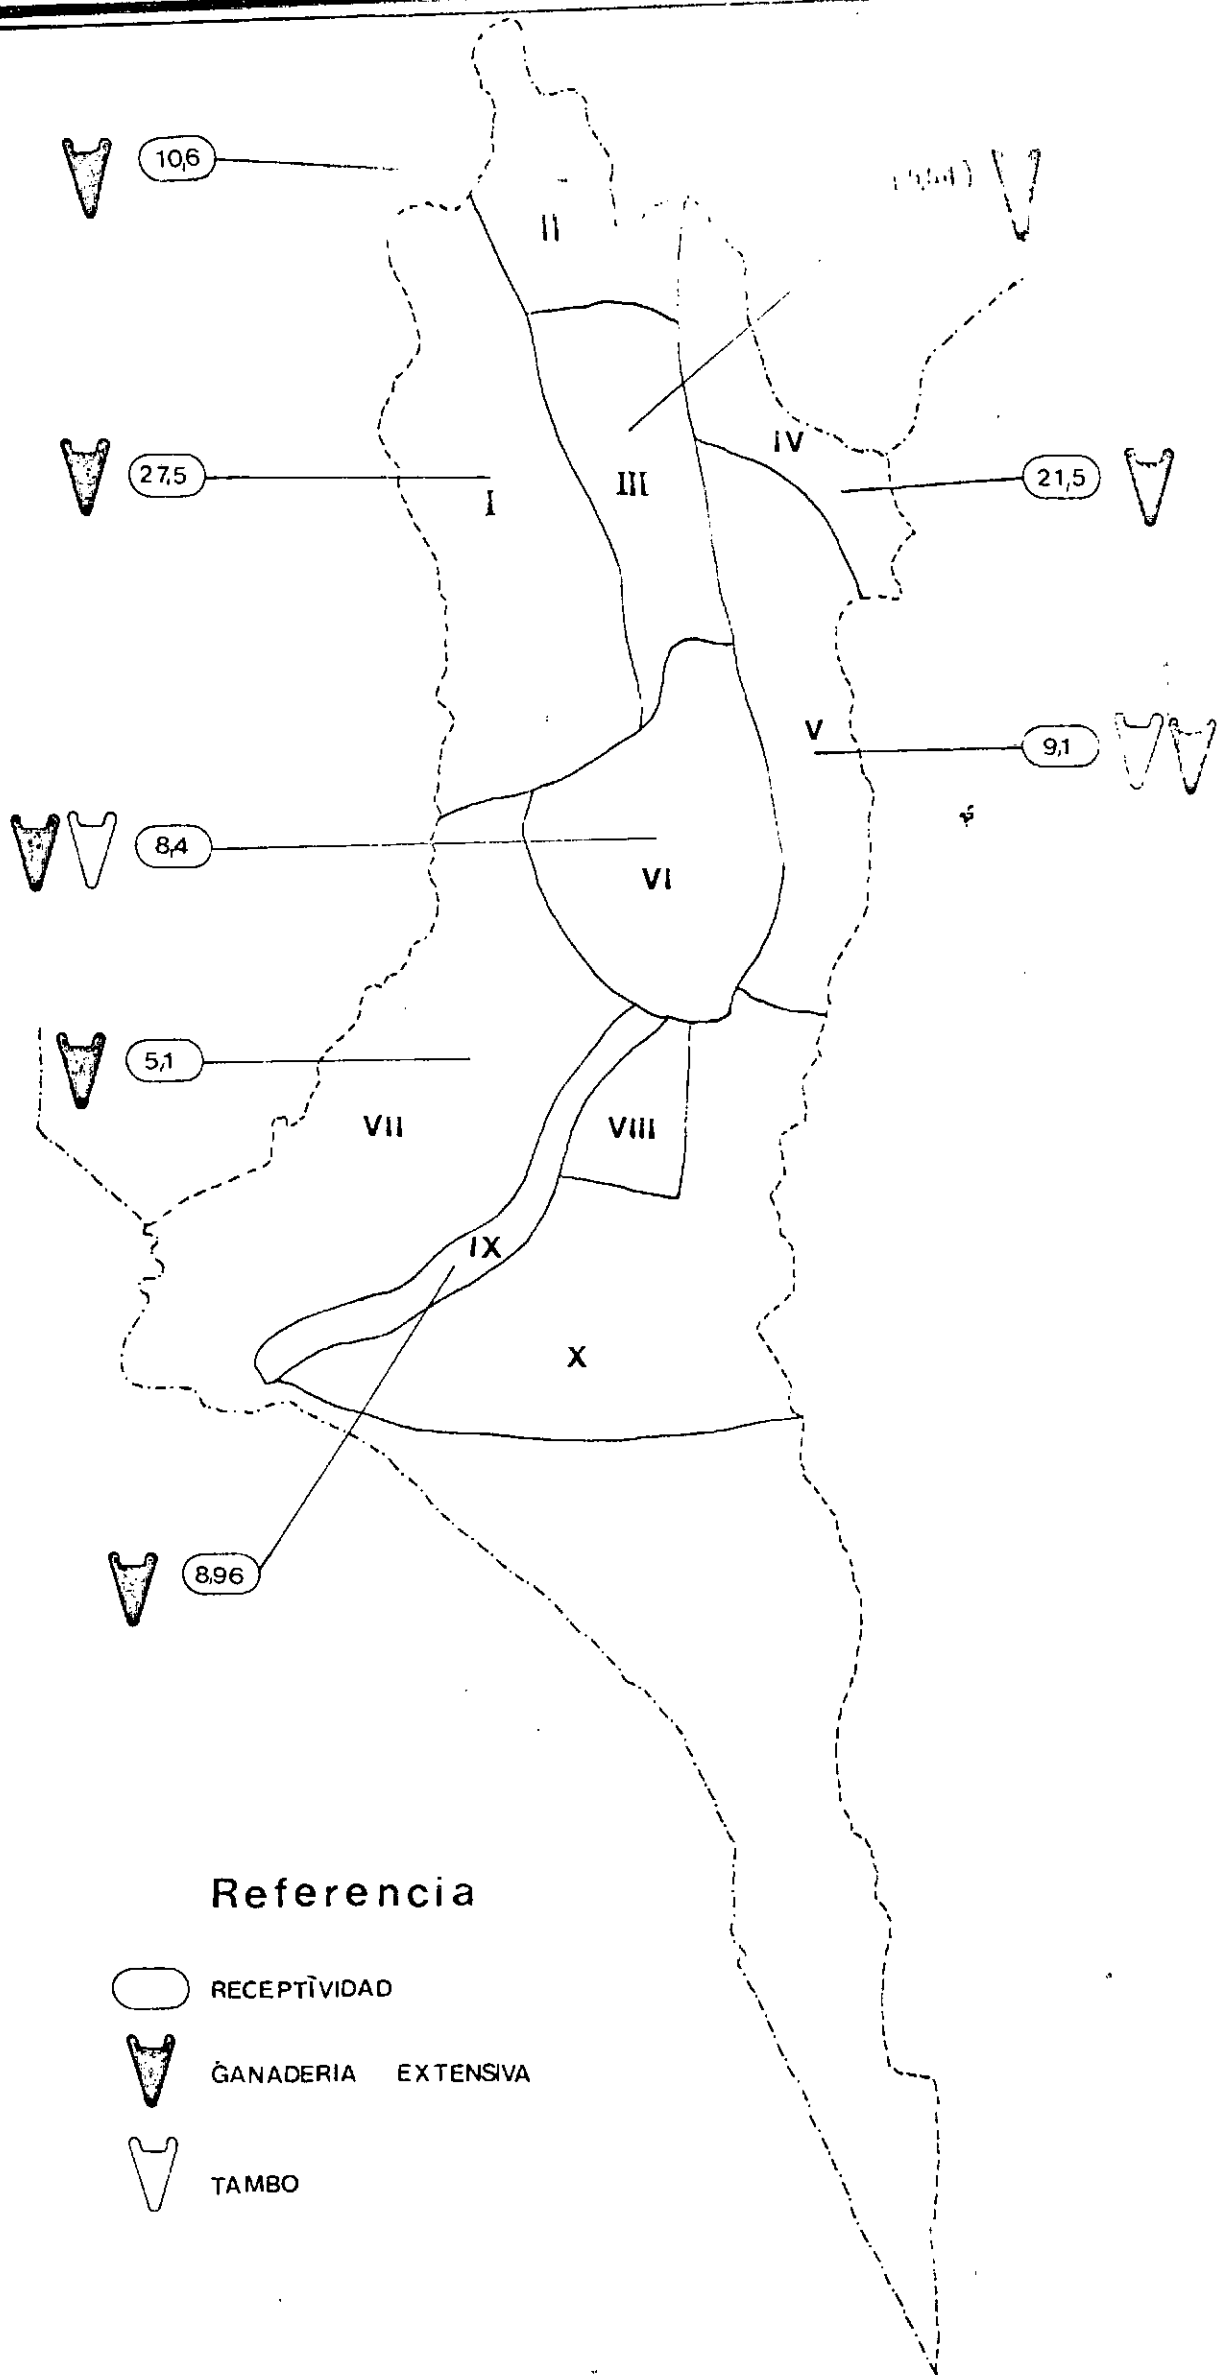 10,6
II
IV
27,5
III
21,5
I
V
9,1
8,4
VI
5,1
VII
VIII
IX
X
8,96
Referencia
RECEPTIVIDAD
GANADERIA EXTENSIVA
TAMBO